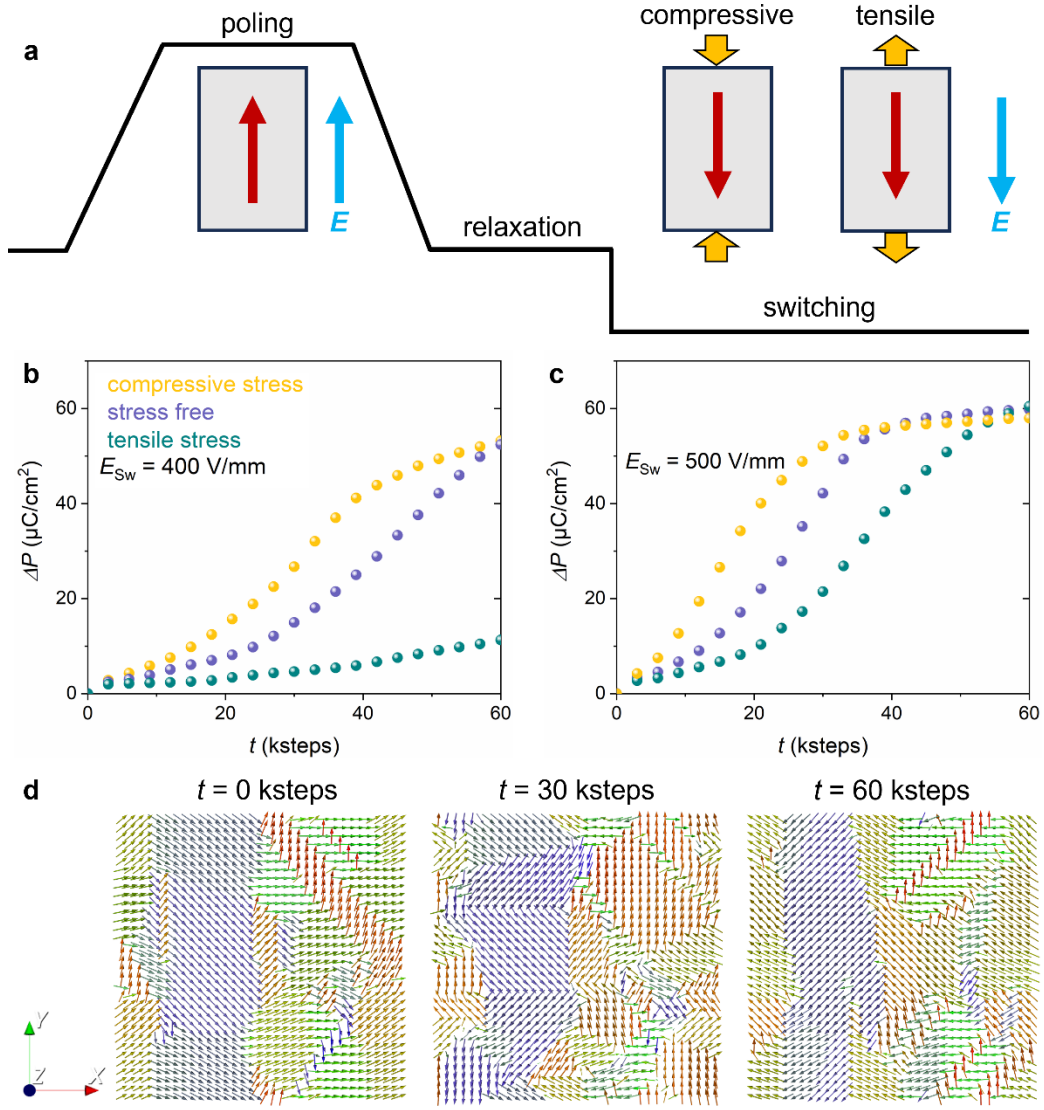 a
poling
compressive
tensile
E
E
relaxation
switching
b
compressive stress
stress free
tensile stress
E_Sw = 400 V/mm
60
40
20
0
ΔP (µC/cm²)
0
20
40
60
t (ksteps)
c
E_Sw = 500 V/mm
60
40
20
0
ΔP (µC/cm²)
0
20
40
60
t (ksteps)
d
t = 0 ksteps
t = 30 ksteps
t = 60 ksteps
Y
Z
X